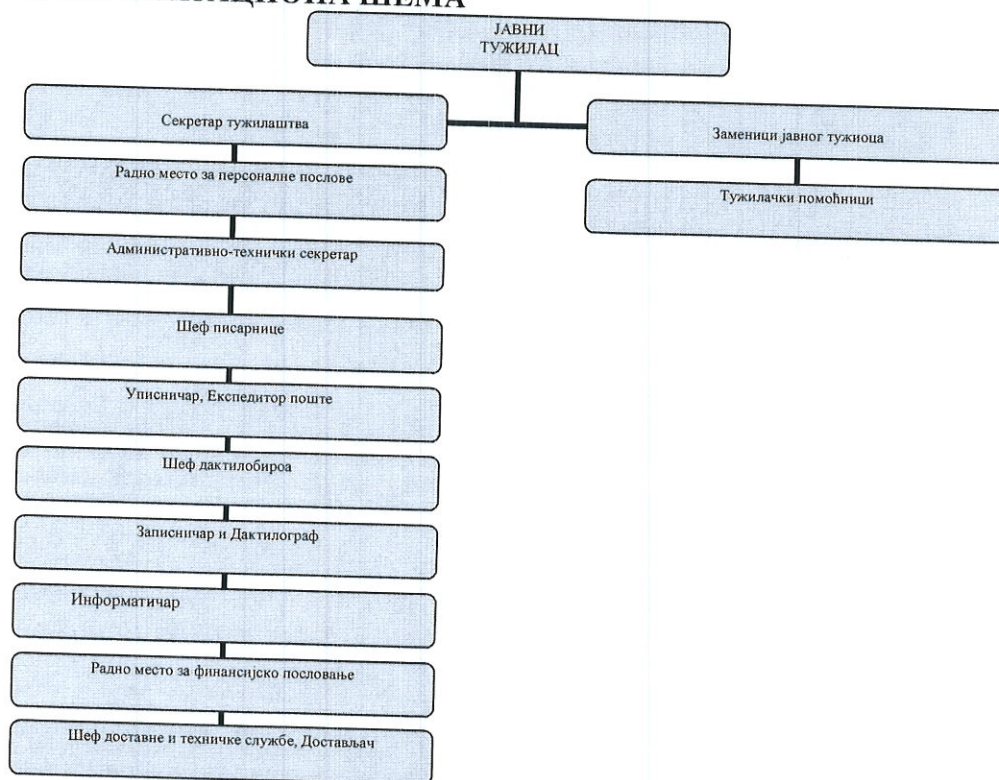 ШЕМА
ЈАВНИ
ТУЖИЛАЦ
Секретар тужилаштва
Заменици јавног тужиоца
Радно место за персоналне послове
Тужилачки помоћници
Административно-технички секретар
Шеф писарнице
Уписничар, Експедитор поште
Шеф дактилобироа
Записничар и Дактилограф
Информатичар
Радно место за финансијско пословање
Шеф доставне и техничке службе, Достављач